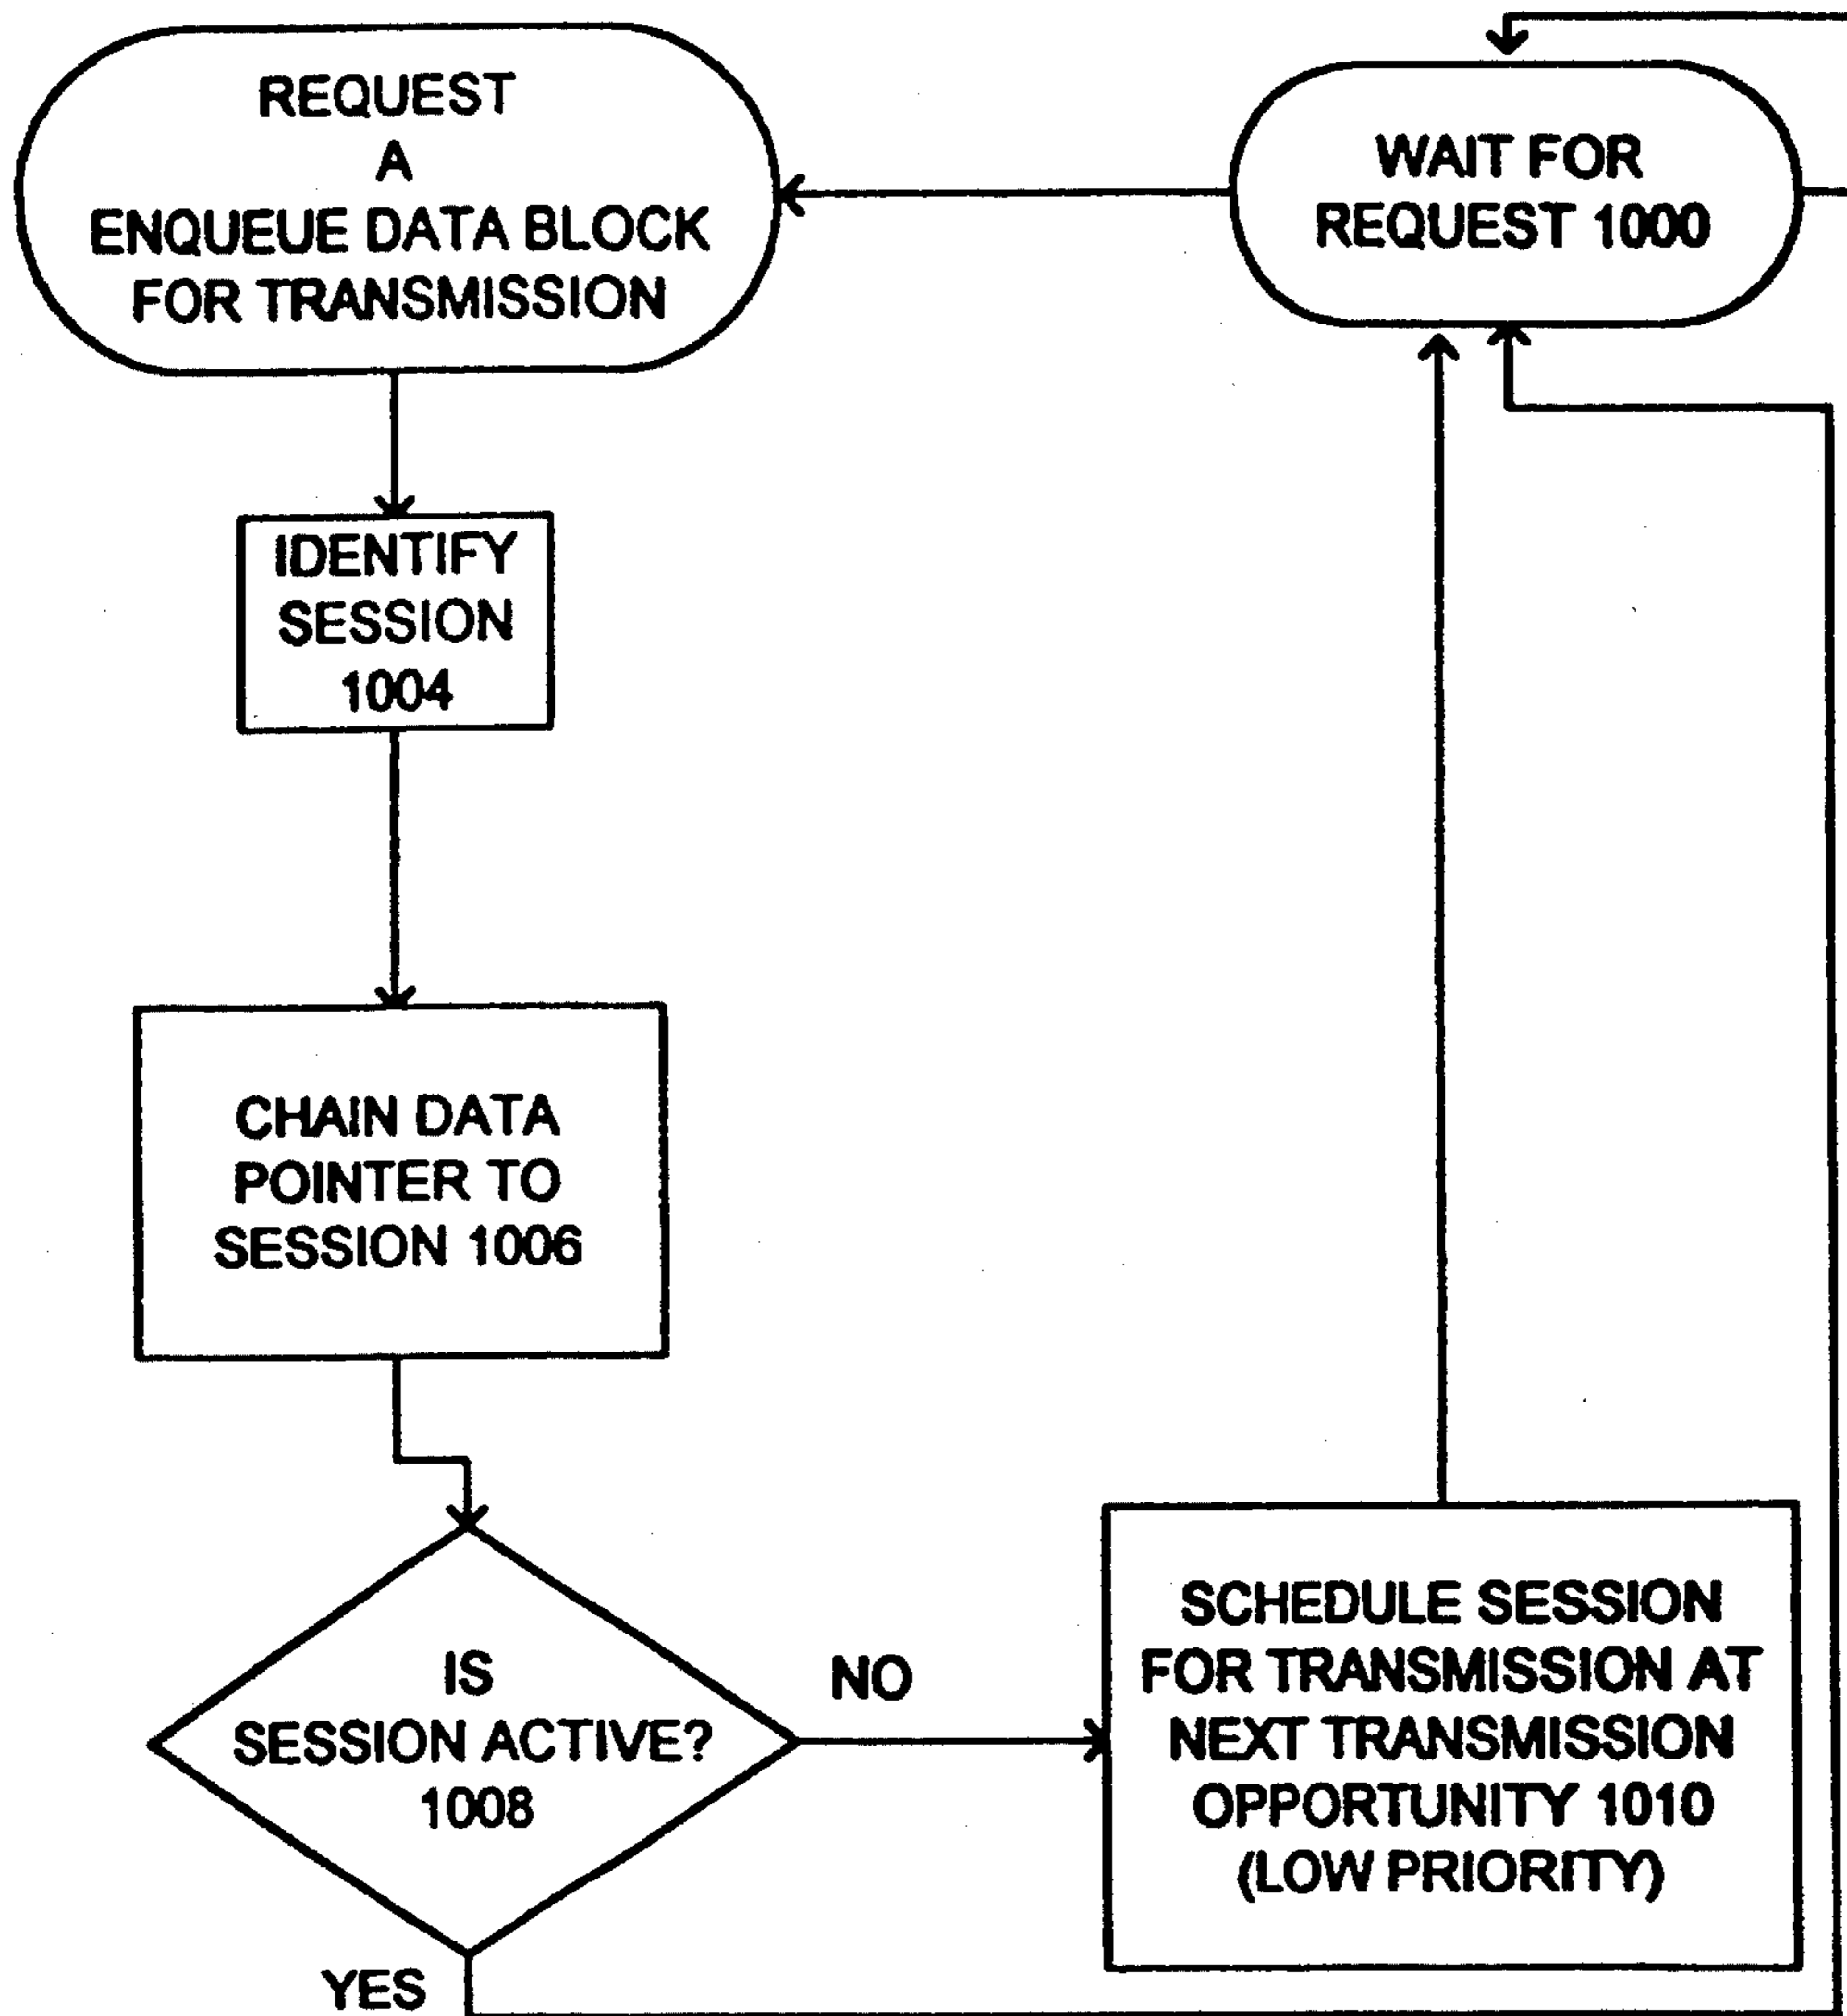 REQUEST
A
ENQUEUE DATA BLOCK
FOR TRANSMISSION
WAIT FOR
REQUEST 1000
IDENTIFY
SESSION
1004
CHAIN DATA
POINTER TO
SESSION 1006
IS
SESSION ACTIVE?
1008
NO
YES
SCHEDULE SESSION
FOR TRANSMISSION AT
NEXT TRANSMISSION
OPPORTUNITY 1010
(LOW PRIORITY)